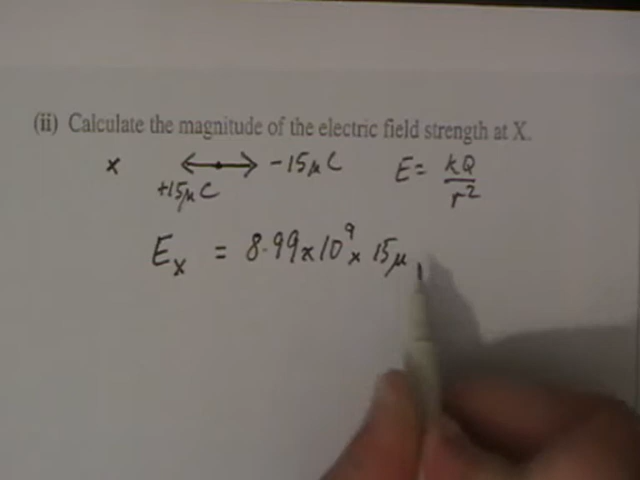 (ii) Calculate the magnitude of the electric field strength at X.
x +15μC -15μC E = kQ/r²
Ex = 8.99 x 10⁹ x 15μ